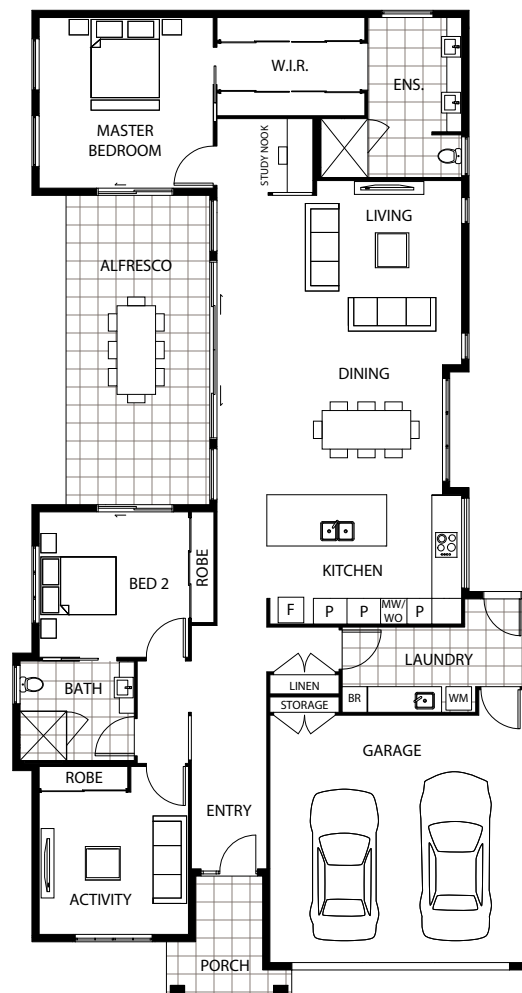 W.I.R.
ENS.
MASTER
BEDROOM
STUDY NOOK
LIVING
ALFRESCO
DINING
KITCHEN
BED 2
ROBE
F
P
P
MW/
WO
P
LAUNDRY
BATH
LINEN
BR
WM
STORAGE
GARAGE
ROBE
ENTRY
ACTIVITY
PORCH